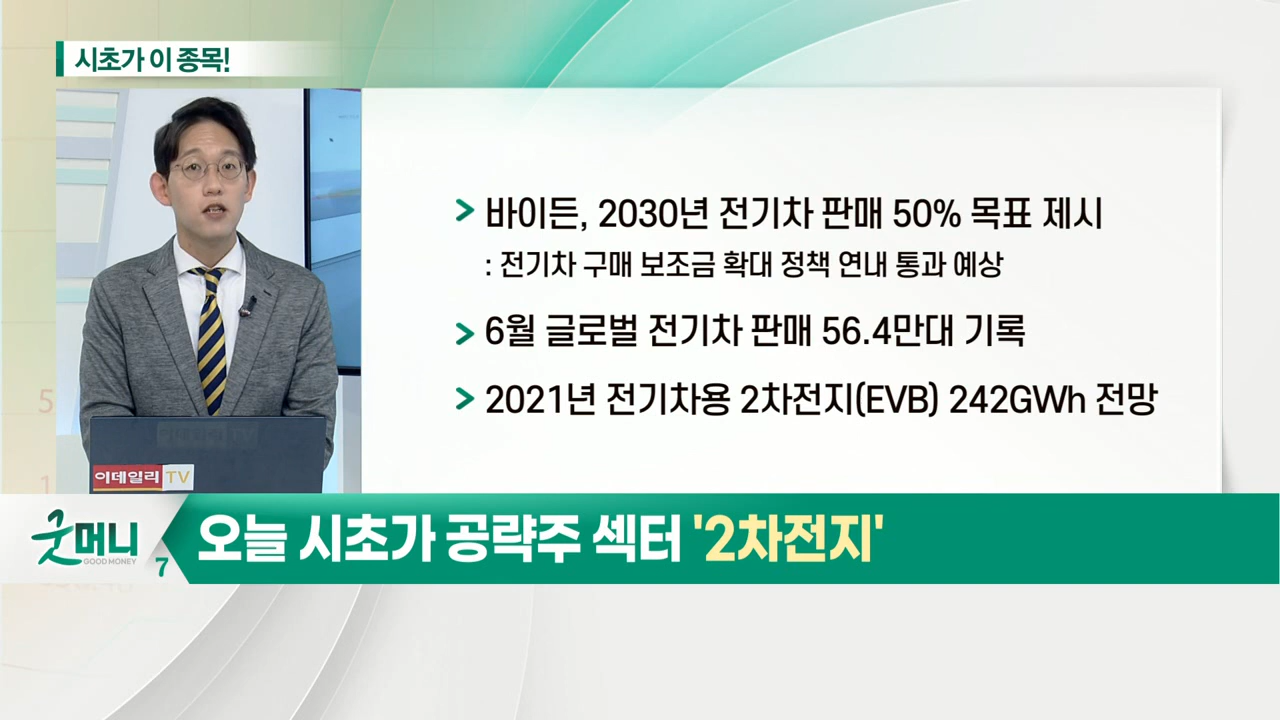 시초가 이 종목!
바이든, 2030년 전기차 판매 50% 목표 제시
: 전기차 구매 보조금 확대 정책 연내 통과 예상
6월 글로벌 전기차 판매 56.4만대 기록
2021년 전기차용 2차전지(EVB) 242GWh 전망
이데일리 TV
굿머니
GOOD MONEY
7
오늘 시초가 공략주 섹터 '2차전지'